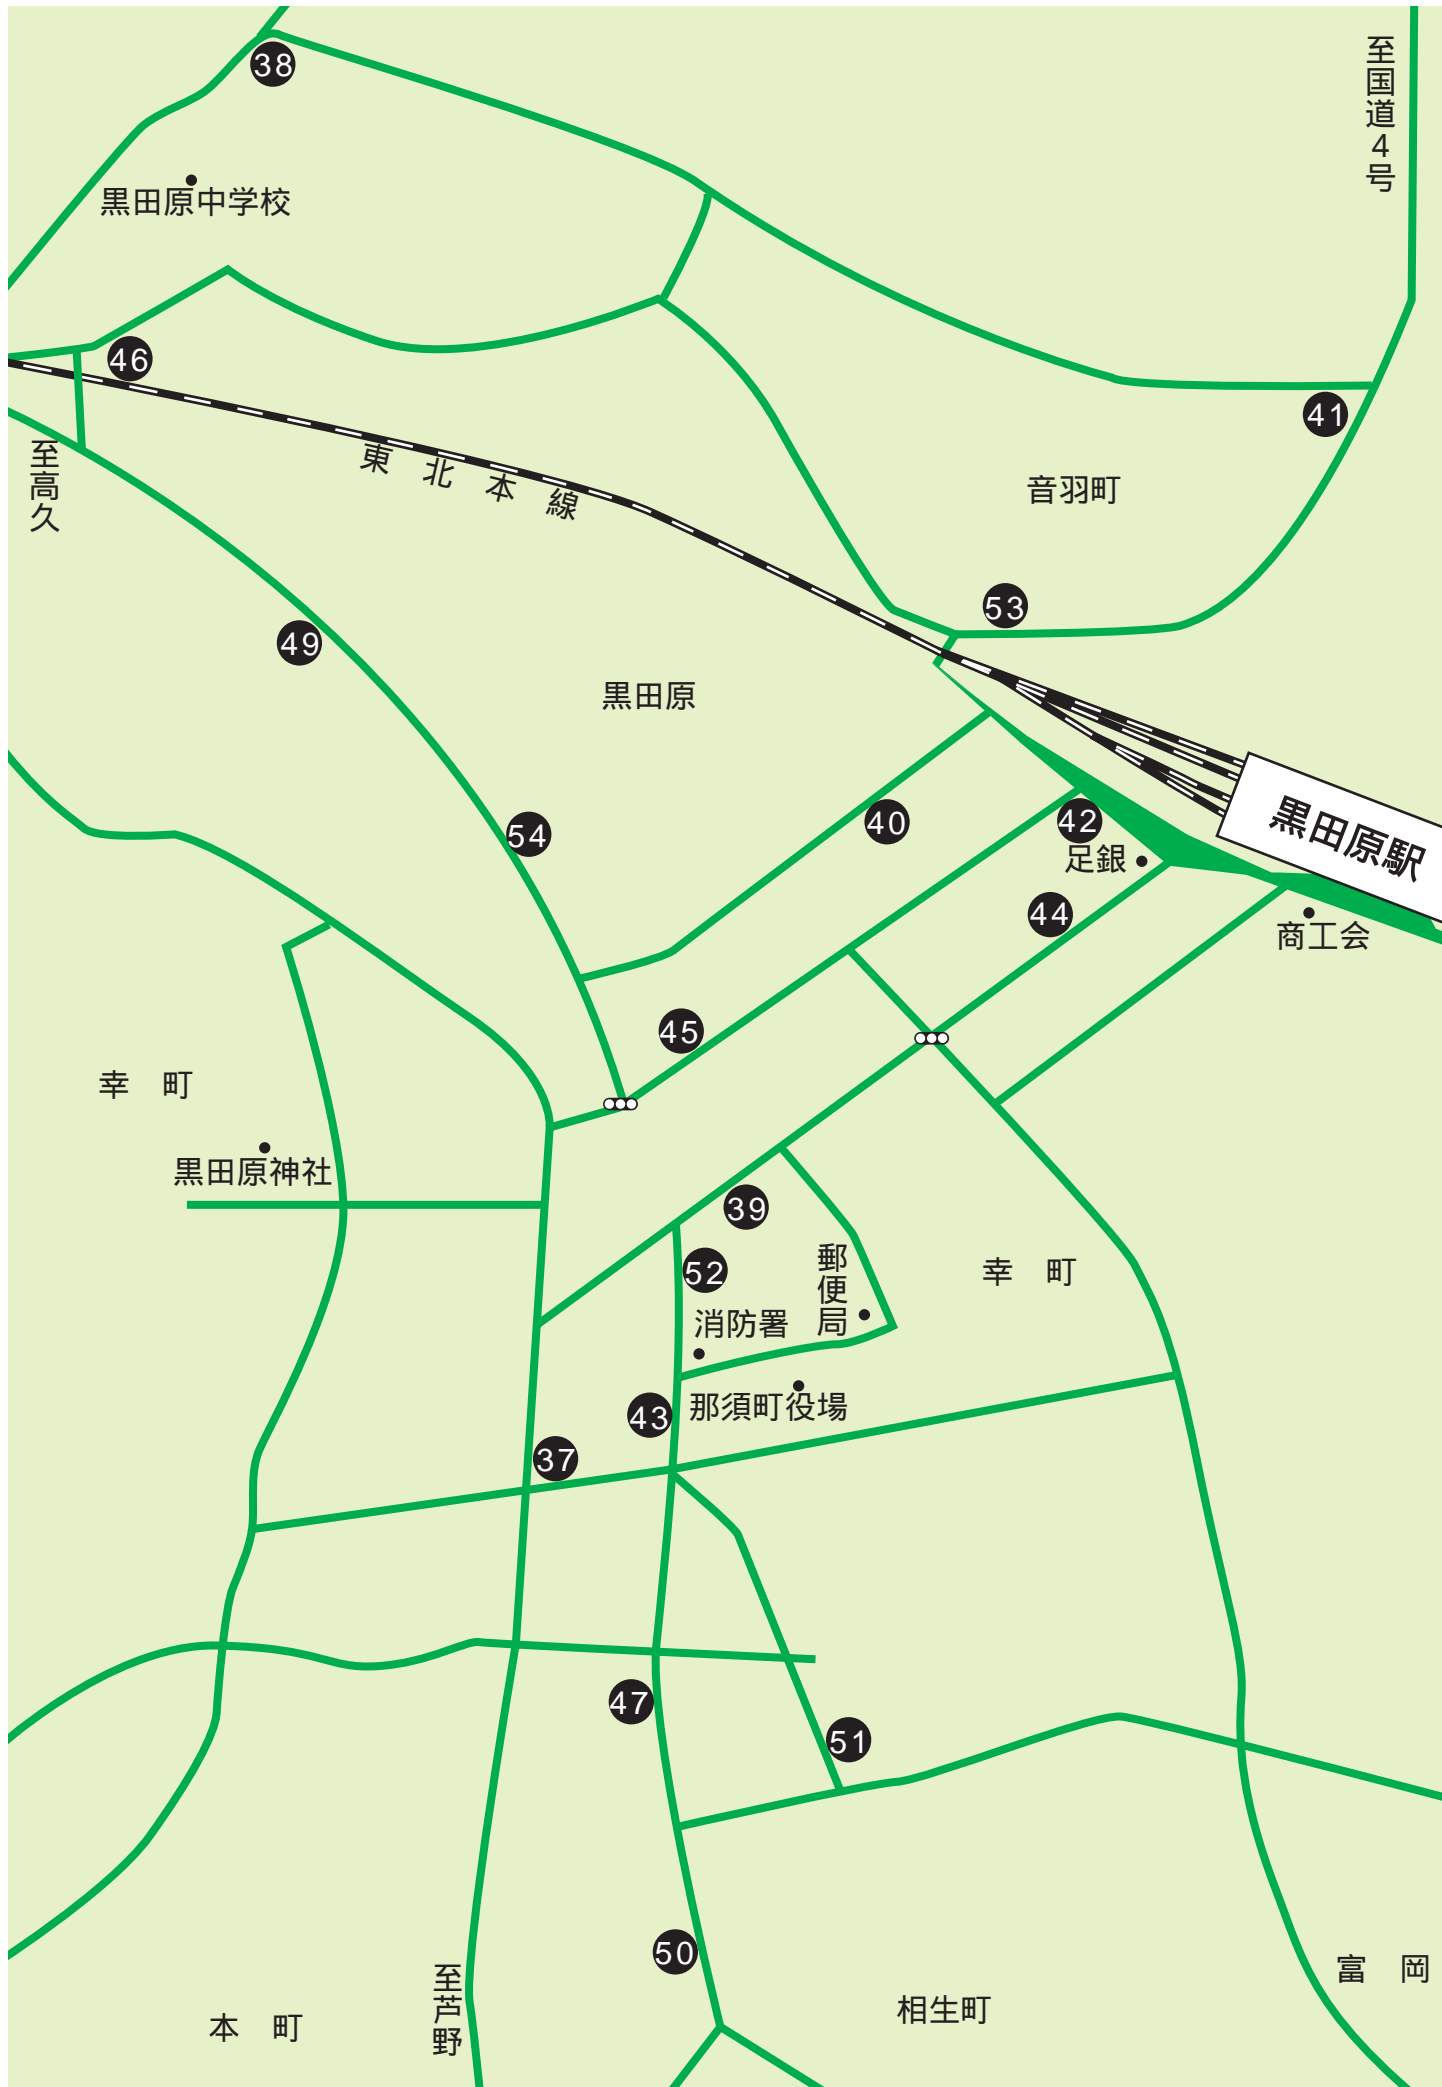 38
至国道4号
黒田原中学校
46
41
至高久
東北本線
音羽町
53
49
黒田原
54
40
42
黒田原駅
足銀
44
商工会
45
幸 町
黒田原神社
39
52
郵便局
幸 町
消防署
43
那須町役場
37
47
51
50
至芦野
本 町
相生町
富 岡